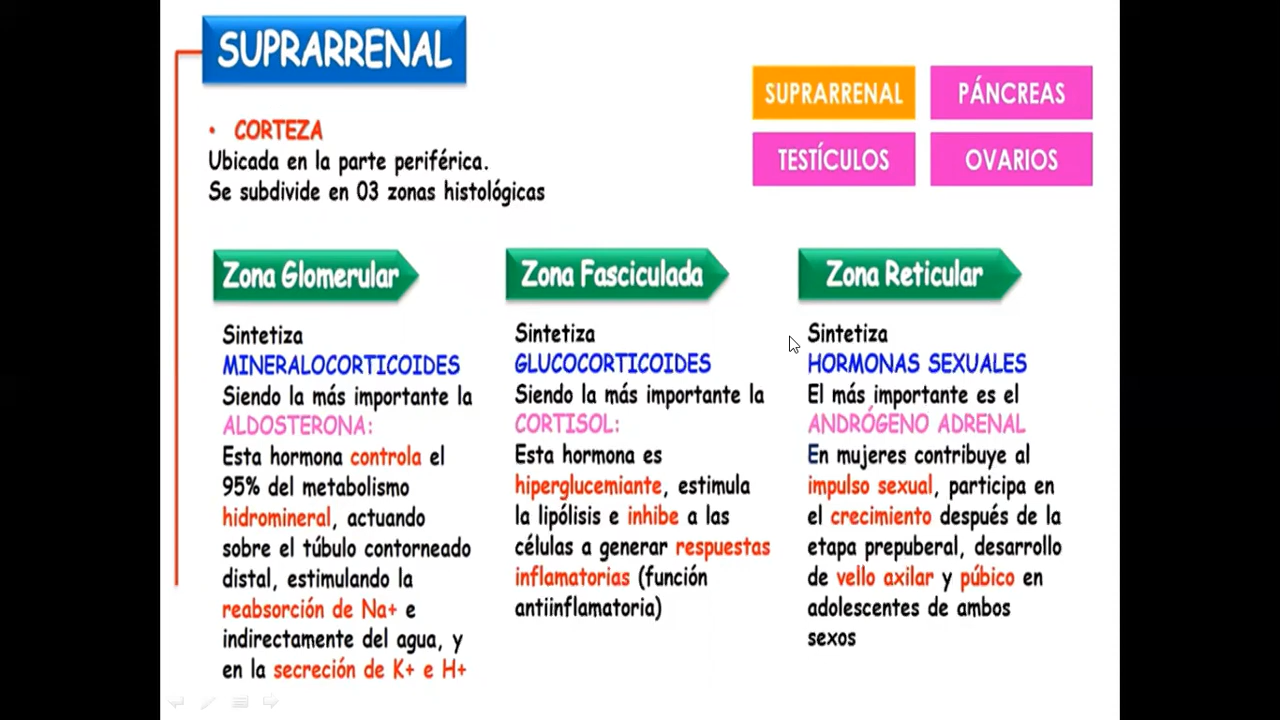 SUPRARRENAL
SUPRARRENAL
PÁNCREAS
TESTÍCULOS
OVARIOS
• CORTEZA
Ubicada en la parte periférica.
Se subdivide en 03 zonas histológicas
Zona Glomerular
Sintetiza
MINERALOCORTICOIDES
Siendo la más importante la
ALDOSTERONA:
Esta hormona controla el
95% del metabolismo
hidromineral, actuando
sobre el túbulo contorneado
distal, estimulando la
reabsorción de Na+ e
indirectamente del agua, y
en la secreción de K+ e H+
Zona Fasciculada
Sintetiza
GLUCOCORTICOIDES
Siendo la más importante la
CORTISOL:
Esta hormona es
hiperglucemiante, estimula
la lipólisis e inhibe a las
células a generar respuestas
inflamatorias (función
antiinflamatoria)
Zona Reticular
Sintetiza
HORMONAS SEXUALES
El más importante es el
ANDRÓGENO ADRENAL
En mujeres contribuye al
impulso sexual, participa en
el crecimiento después de la
etapa prepuberal, desarrollo
de vello axilar y púbico en
adolescentes de ambos
sexos